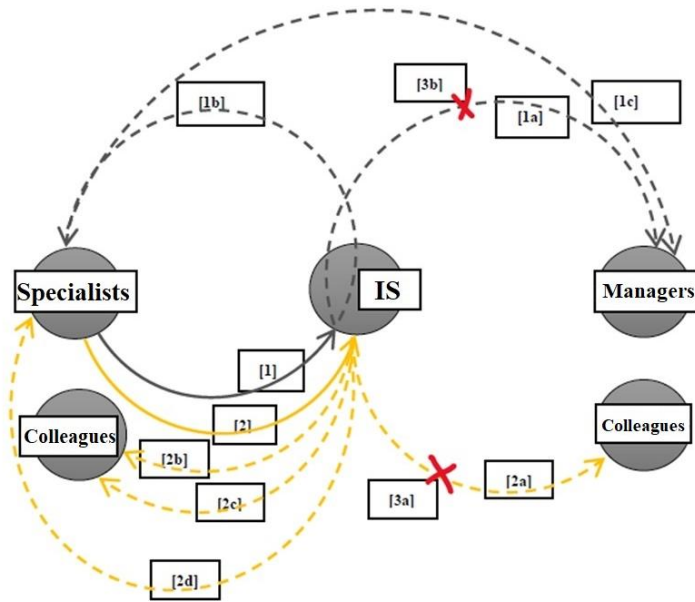 [3b]
[1b]
[1a]
[1c]
Specialists
IS
Managers
[1]
[2]
Colleagues
Colleagues
[2b]
[2c]
[3a]
[2a]
[2d]